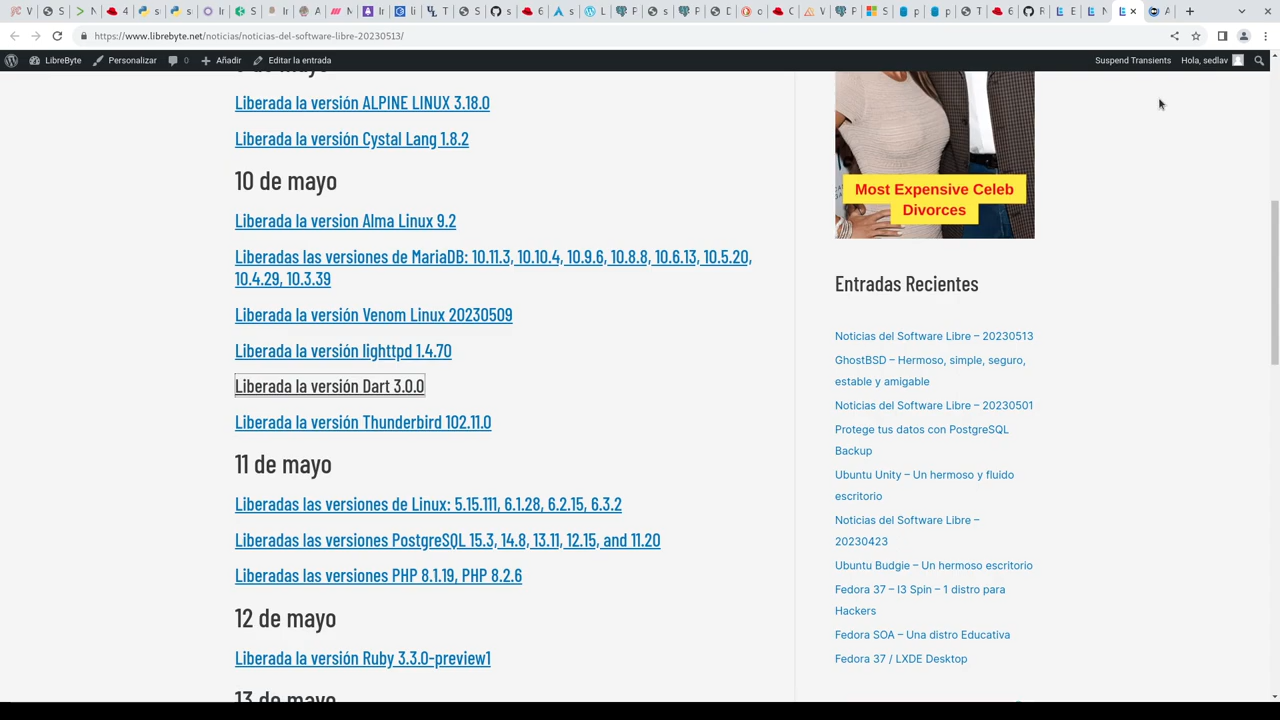 https://www.librebyte.net/noticias/noticias-del-software-libre-20230513/
LibreByte
Personalizar
0
Añadir
Editar la entrada
Suspend Transients
Hola, sedlav
Liberada la versión ALPINE LINUX 3.18.0
Liberada la versión Cystal Lang 1.8.2
10 de mayo
Liberada la version Alma Linux 9.2
Liberadas las versiones de MariaDB: 10.11.3, 10.10.4, 10.9.6, 10.8.8, 10.6.13, 10.5.20,
10.4.29, 10.3.39
Liberada la versión Venom Linux 20230509
Liberada la versión lighttpd 1.4.70
Liberada la versión Dart 3.0.0
Liberada la versión Thunderbird 102.11.0
11 de mayo
Liberadas las versiones de Linux: 5.15.111, 6.1.28, 6.2.15, 6.3.2
Liberadas las versiones PostgreSQL 15.3, 14.8, 13.11, 12.15, and 11.20
Liberadas las versiones PHP 8.1.19, PHP 8.2.6
12 de mayo
Liberada la versión Ruby 3.3.0-preview1
13 de mayo
Most Expensive Celeb
Divorces
Entradas Recientes
Noticias del Software Libre – 20230513
GhostBSD – Hermoso, simple, seguro,
estable y amigable
Noticias del Software Libre – 20230501
Protege tus datos con PostgreSQL
Backup
Ubuntu Unity – Un hermoso y fluido
escritorio
Noticias del Software Libre –
20230423
Ubuntu Budgie – Un hermoso escritorio
Fedora 37 – I3 Spin – 1 distro para
Hackers
Fedora SOA – Una distro Educativa
Fedora 37 / LXDE Desktop